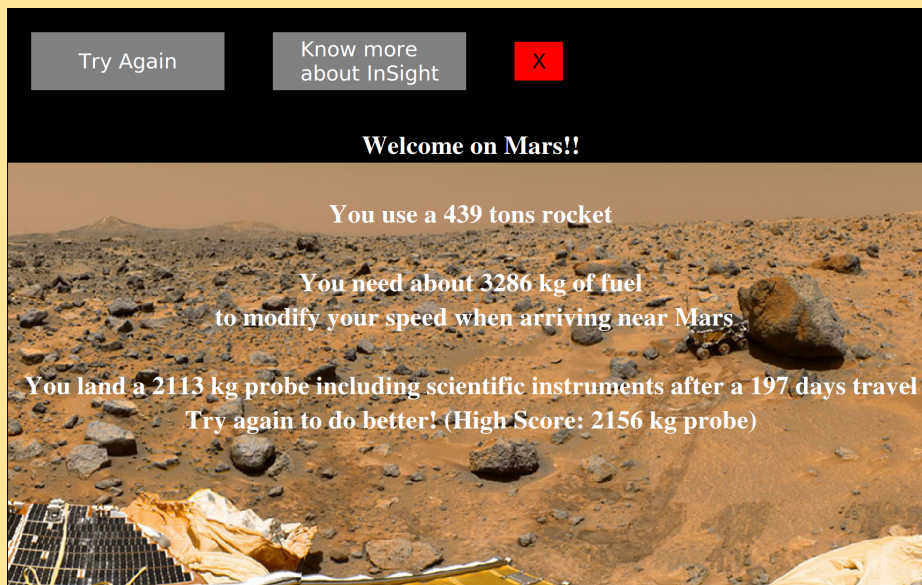 Try Again
Know more
about InSight
X
Welcome on Mars!!
You use a 439 tons rocket
You need about 3286 kg of fuel
to modify your speed when arriving near Mars
You land a 2113 kg probe including scientific instruments after a 197 days travel
Try again to do better! (High Score: 2156 kg probe)